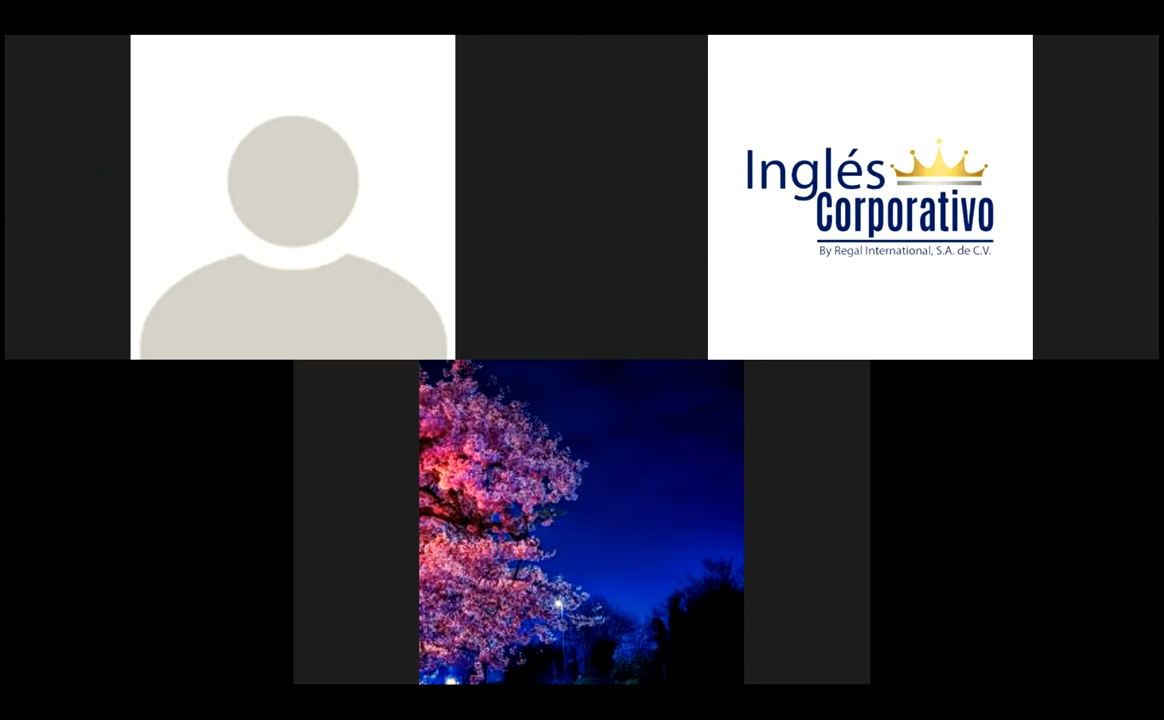 Inglés
Corporativo
By Regal International, S.A. de C.V.